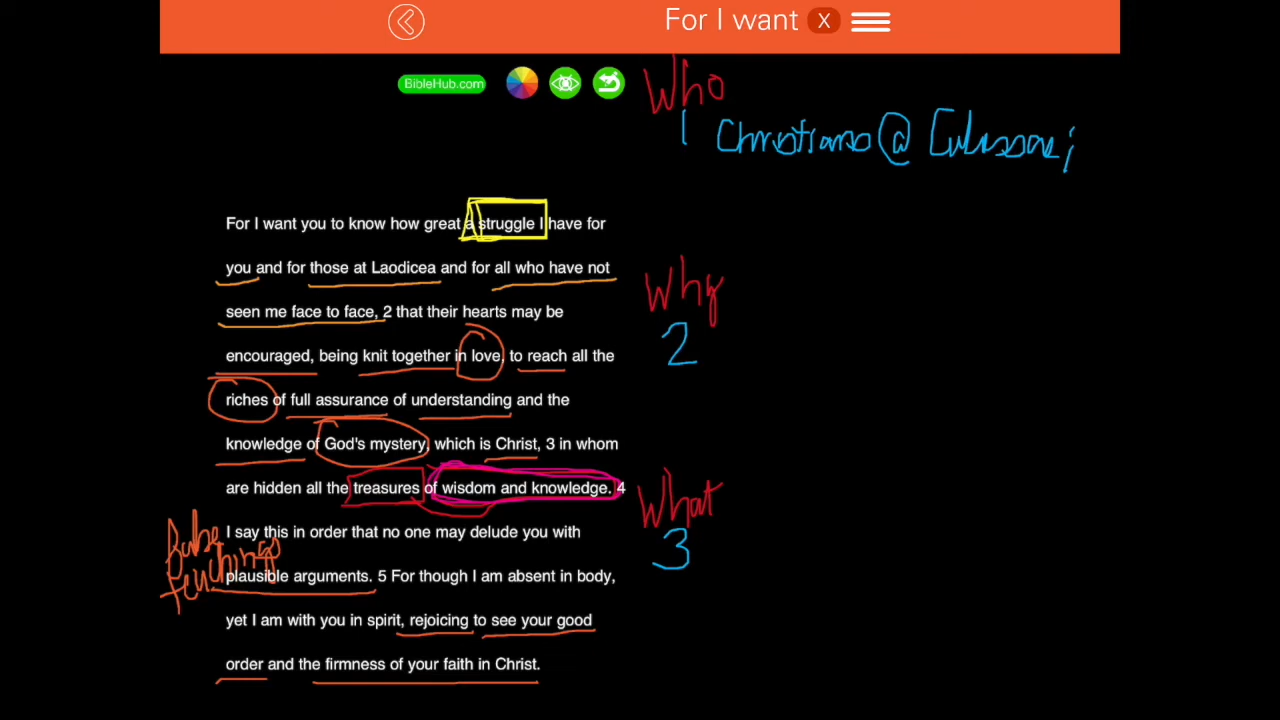 For I want X
BibleHub.com
Who
1 Christians @
For I want you to know how great a struggle I have for
you and for those at Laodicea and for all who have not
seen me face to face, 2 that their hearts may be
encouraged, being knit together in love, to reach all the
riches of full assurance of understanding and the
knowledge of God's mystery, which is Christ, 3 in whom
are hidden all the treasures of wisdom and knowledge. 4
I say this in order that no one may delude you with
plausible arguments. 5 For though I am absent in body,
yet I am with you in spirit, rejoicing to see your good
order and the firmness of your faith in Christ.
Why
2
What
3
teachings